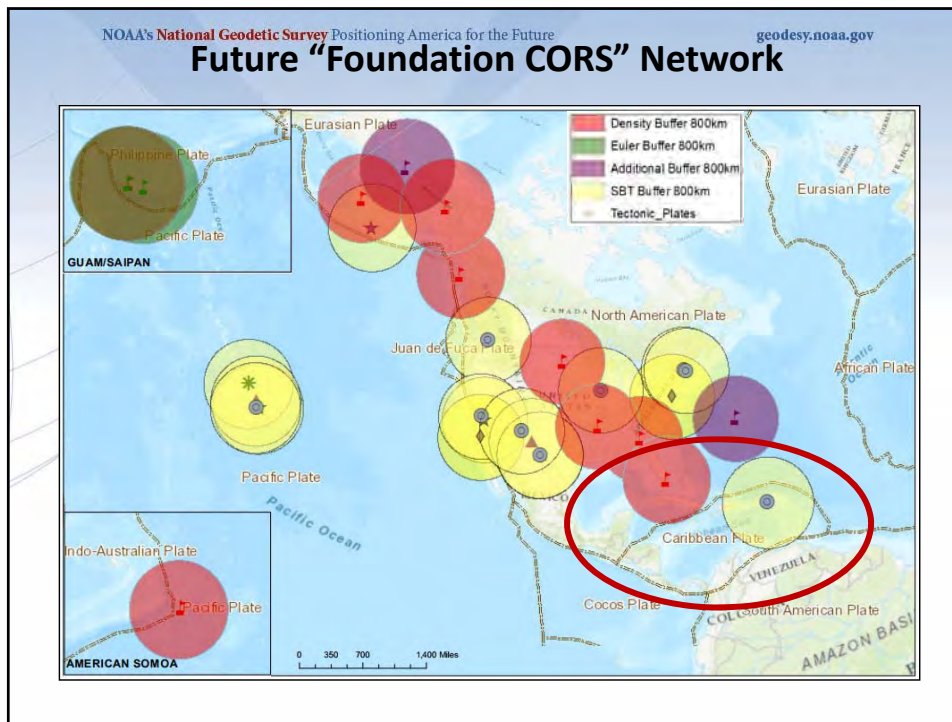 NOAA's National Geodetic Survey Positioning America for the Future geodesy.noaa.gov
Future “Foundation CORS” Network
Eurasian Plate
Density Buffer 800km
Euler Buffer 800km
Additional Buffer 800km
SBT Buffer 800km
Tectonic_Plates
Philippine Plate
Pacific Plate
GUAM/SAIPAN
Eurasian Plate
CANADA
North American Plate
Juan de Fuca Plate
African Plate
Ocean
Pacific Plate
Pacific Ocean
MEXICO
Caribbean Plate
VENEZUELA
Cocos Plate
South American Plate
AMAZON BASI
Indo-Australian Plate
Pacific Plate
AMERICAN SOMOA
0 350 700 1,400 Miles